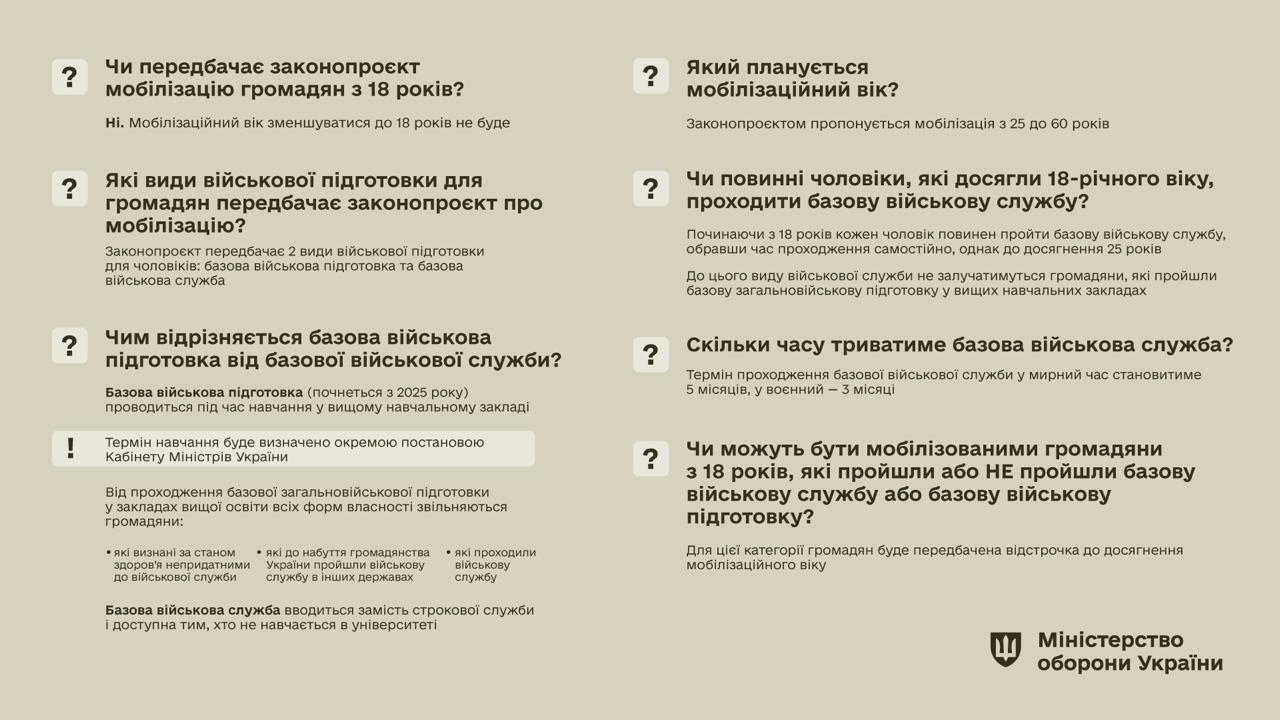 ?
Чи передбачає законопроєкт
мобілізацію громадян з 18 років?
Ні. Мобілізаційний вік зменшуватися до 18 років не буде
?
Які види військової підготовки для
громадян передбачає законопроєкт про
мобілізацію?
Законопроєкт передбачає 2 види військової підготовки
для чоловіків: базова військова підготовка та базова
військова служба
?
Чим відрізняється базова військова
підготовка від базової військової служби?
Базова військова підготовка (почнеться з 2025 року)
проводиться під час навчання у вищому навчальному закладі
!
Термін навчання буде визначено окремою постановою
Кабінету Міністрів України
Від проходження базової загальновійськової підготовки
у закладах вищої освіти всіх форм власності звільняються
громадяни:
• які визнані за станом
здоров'я непридатними
до військової служби
• які до набуття громадянства
України пройшли військову
службу в інших державах
• які проходили
військову
службу
Базова військова служба вводиться замість строкової служби
і доступна тим, хто не навчається в університеті
?
Який планується
мобілізаційний вік?
Законопроєктом пропонується мобілізація з 25 до 60 років
?
Чи повинні чоловіки, які досягли 18-річного віку,
проходити базову військову службу?
Починаючи з 18 років кожен чоловік повинен пройти базову військову службу,
обравши час проходження самостійно, однак до досягнення 25 років
До цього виду військової служби не залучатимуться громадяни, які пройшли
базову загальновійськову підготовку у вищих навчальних закладах
?
Скільки часу триватиме базова військова служба?
Термін проходження базової військової служби у мирний час становитиме
5 місяців, у воєнний — 3 місяці
?
Чи можуть бути мобілізованими громадяни
з 18 років, які пройшли або НЕ пройшли базову
військову службу або базову військову
підготовку?
Для цієї категорії громадян буде передбачена відстрочка до досягнення
мобілізаційного віку
Міністерство
оборони України